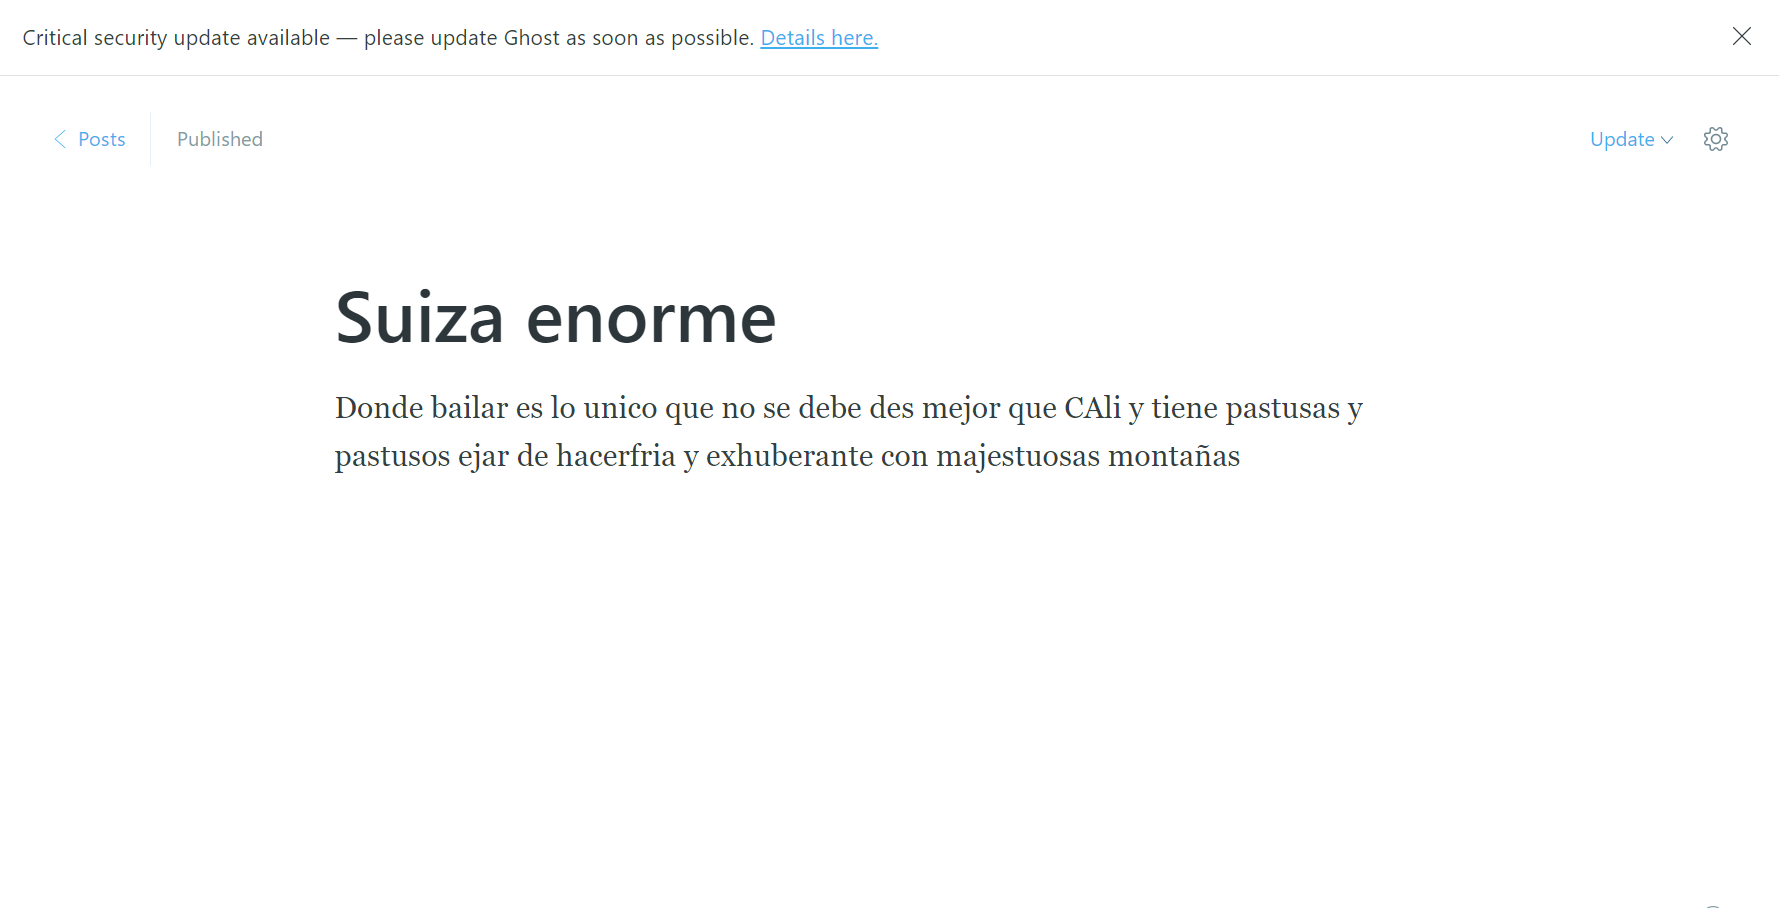 Critical security update available — please update Ghost as soon as possible. Details here.
Posts
Published
Update
Suiza enorme
Donde bailar es lo unico que no se debe des mejor que CAli y tiene pastusas y
pastusos ejar de hacerfria y exhuberante con majestuosas montañas